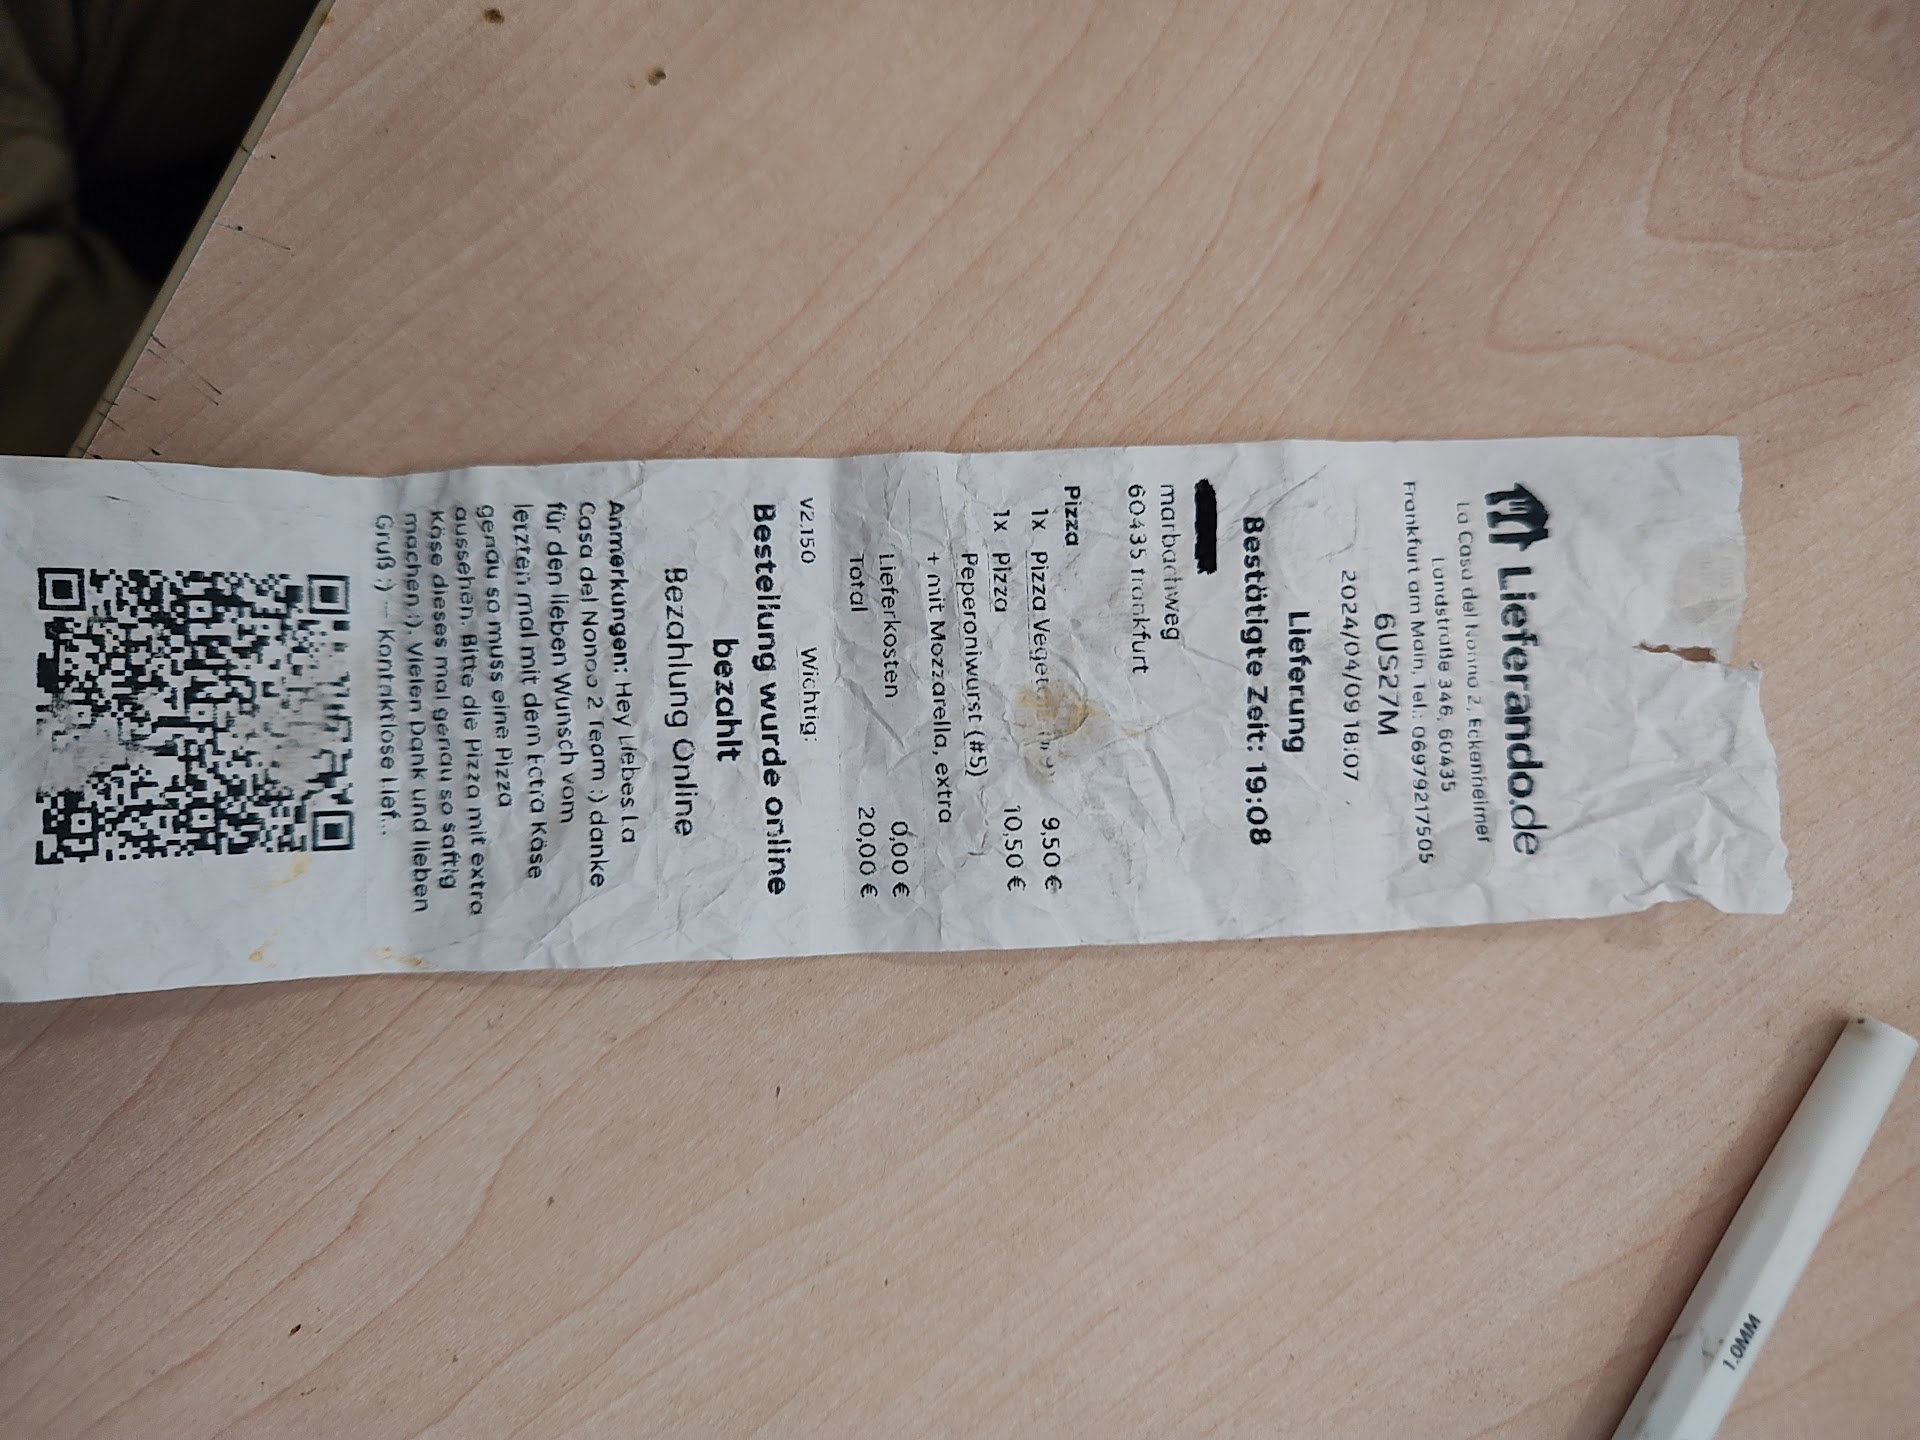 Lieferando.de
La Casa del Nonno 2, Eckenheimer
Landstraße 346, 60435
Frankfurt am Main, Tel.: 06979217505
6US27M
2024/04/09 18:07
Lieferung
Bestätigte Zeit: 19:08
marbachweg
60435 frankfurt
Pizza
1x Pizza 9,50 €
1x Pizza 10,50 €
Peperoniwurst (#5)
+ mit Mozzarella, extra
Lieferkosten 0,00 €
Total 20,00 €
V2.150 Wichtig:
Bestellung wurde online
bezahlt
Bezahlung Online
Anmerkungen: Hey Liebes La
Casa del Nonoo 2 Team :) danke
für den lieben Wunsch vom
letzten mal mit dem Ectra Käse
genau so muss eine Pizza
aussehen. Bitte die Pizza mit extra
Käse dieses mal genau so saftig
machen :). Vielen Dank und lieben
Gruß :) -- Kontaktlose Lief...
1.0MM